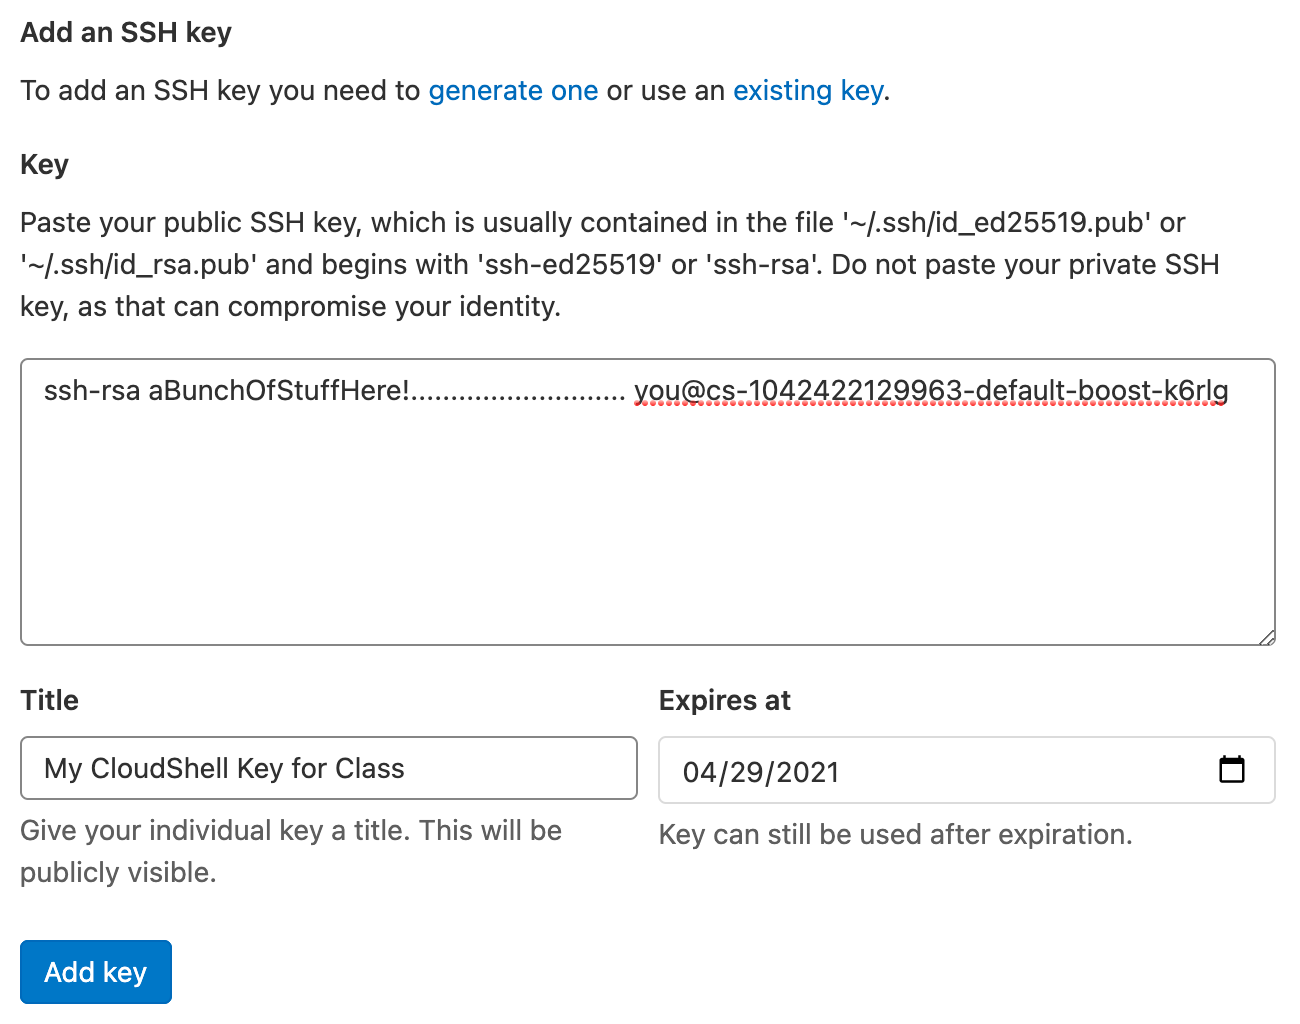 Add an SSH key
To add an SSH key you need to generate one or use an existing key.
Key
Paste your public SSH key, which is usually contained in the file '~/.ssh/id_ed25519.pub' or
'~/.ssh/id_rsa.pub' and begins with 'ssh-ed25519' or 'ssh-rsa'. Do not paste your private SSH
key, as that can compromise your identity.
ssh-rsa aBunchOfStuffHere!........................... you@cs-1042422129963-default-boost-k6rlg
Title
My CloudShell Key for Class
Give your individual key a title. This will be
publicly visible.
Expires at
04/29/2021
Key can still be used after expiration.
Add key